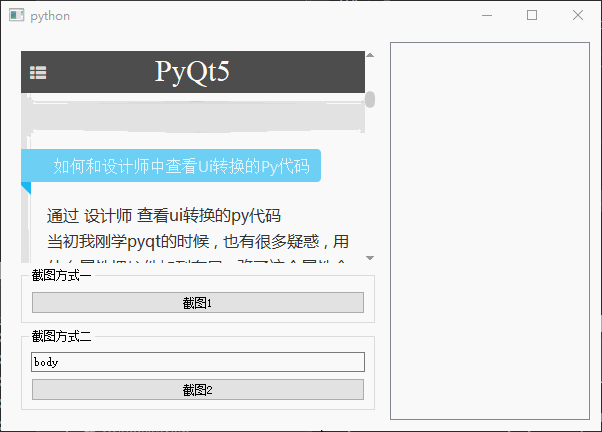 python
PyQt5
如何和设计师中查看Ui转换的Py代码
通过 设计师 查看ui转换的py代码
当初我刚学pyqt的时候，也有很多疑惑，用
截图方式一
截图1
截图方式二
body
截图2